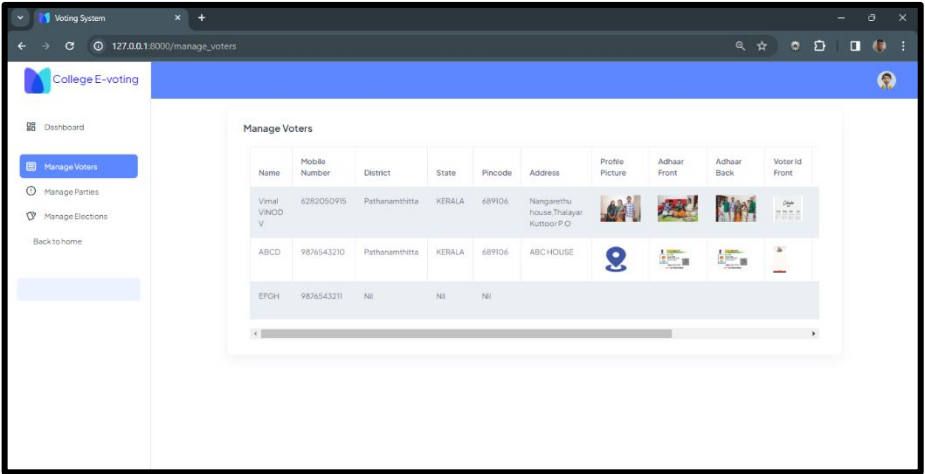 Voting System
127.0.0.1:8000/manage_voters
College E-voting
Dashboard
Manage Voters
Manage Parties
Manage Elections
Back to home
Manage Voters
Name Mobile Number District State Pincode Address Profile Picture Adhaar Front Adhaar Back Voter Id Front
Vimal VINOD V 6282050915 Pathanamthitta KERALA 689106 Nangarethu house,Thalayar Kuttoor P.O
ABCD 9876543210 Pathanamthitta KERALA 689106 ABC HOUSE
EFGH 9876543211 Nil Nil Nil